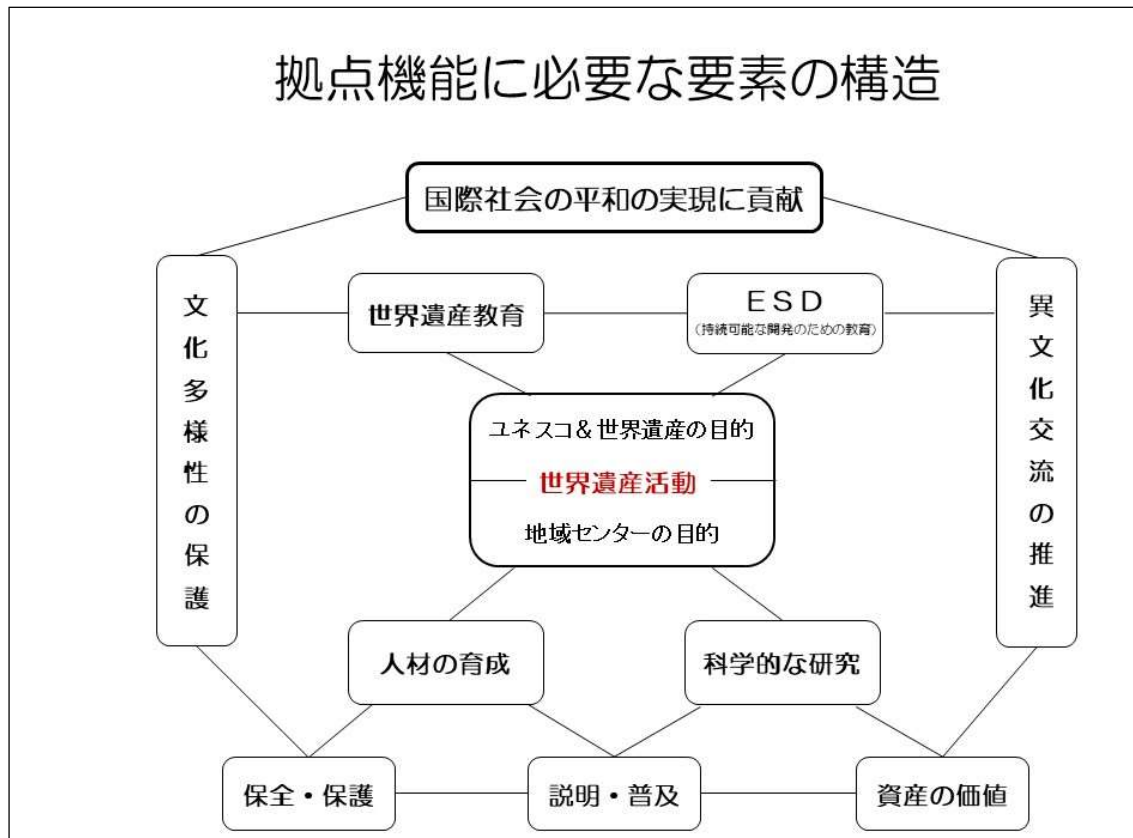 拠点機能に必要な要素の構造
国際社会の平和の実現に貢献
文化多様性の保護
世界遺産教育
ESD
(持続可能な開発のための教育)
異文化交流の推進
ユネスコ&世界遺産の目的
世界遺産活動
地域センターの目的
人材の育成
科学的な研究
保全・保護
説明・普及
資産の価値